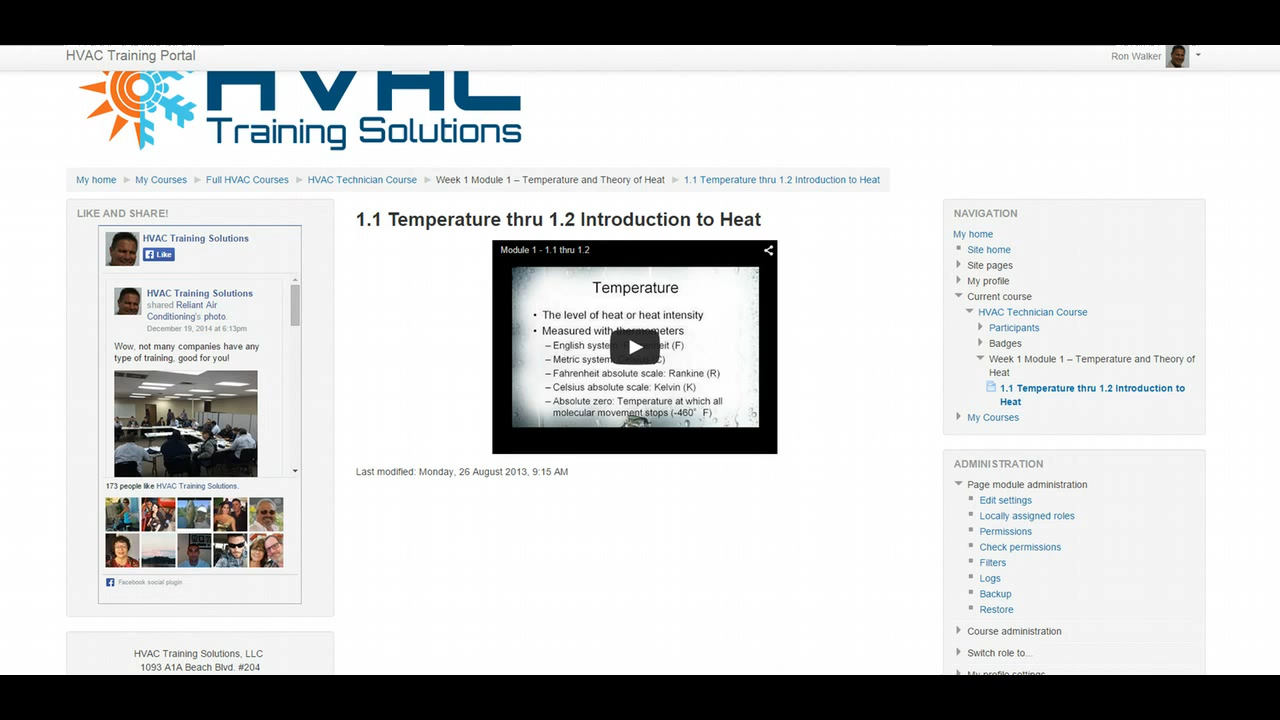 HVAC Training Portal
Ron Walker
HVAC
Training Solutions
My home My Courses Full HVAC Courses HVAC Technician Course Week 1 Module 1 – Temperature and Theory of Heat 1.1 Temperature thru 1.2 Introduction to Heat
LIKE AND SHARE!
HVAC Training Solutions
Like
HVAC Training Solutions
shared Reliant Air
Conditioning's photo.
December 19, 2014 at 6:13pm
Wow, not many companies have any
type of training, good for you!
173 people like HVAC Training Solutions.
Facebook social plugin
HVAC Training Solutions, LLC
1093 A1A Beach Blvd. #204
1.1 Temperature thru 1.2 Introduction to Heat
Module 1 - 1.1 thru 1.2
Temperature
• The level of heat or heat intensity
• Measured with thermometers
– English system
– Metric system
– Fahrenheit absolute scale: Rankine (R)
– Celsius absolute scale: Kelvin (K)
– Absolute zero: Temperature at which all
molecular movement stops (-460° F)
Last modified: Monday, 26 August 2013, 9:15 AM
NAVIGATION
My home
Site home
Site pages
My profile
Current course
HVAC Technician Course
Participants
Badges
Week 1 Module 1 – Temperature and Theory of
Heat
1.1 Temperature thru 1.2 Introduction to
Heat
My Courses
ADMINISTRATION
Page module administration
Edit settings
Locally assigned roles
Permissions
Check permissions
Filters
Logs
Backup
Restore
Course administration
Switch role to...
My profile settings